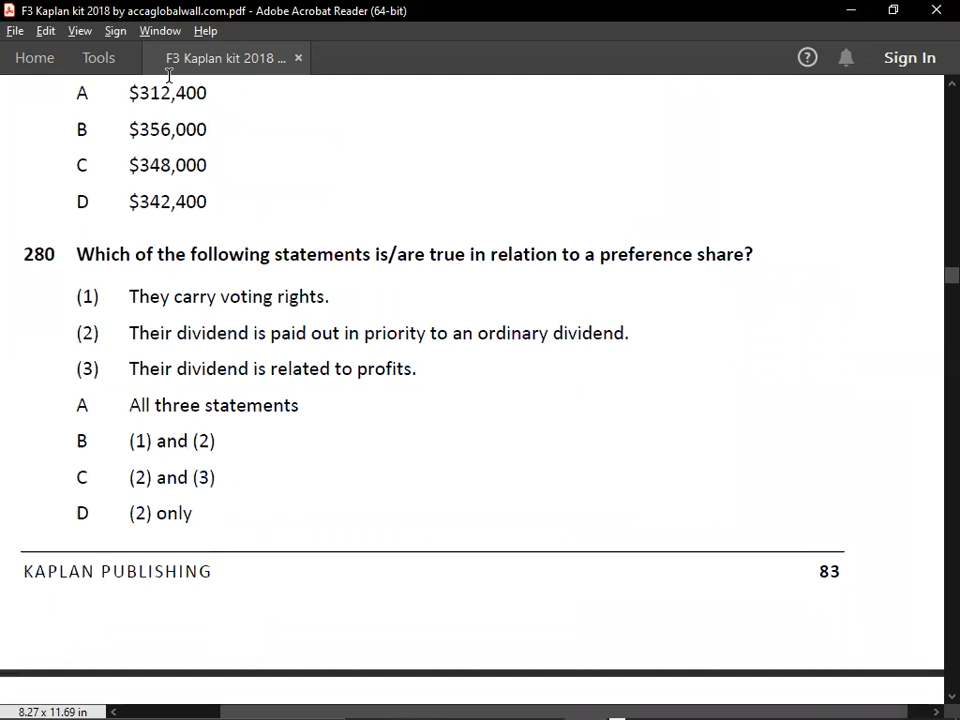 F3 Kaplan kit 2018 by accaglobalwall.com.pdf - Adobe Acrobat Reader (64-bit)
File Edit View Sign Window Help
Home Tools F3 Kaplan kit 2018 ... × ? Sign In
A $312,400
B $356,000
C $348,000
D $342,400
280 Which of the following statements is/are true in relation to a preference share?
(1) They carry voting rights.
(2) Their dividend is paid out in priority to an ordinary dividend.
(3) Their dividend is related to profits.
A All three statements
B (1) and (2)
C (2) and (3)
D (2) only
KAPLAN PUBLISHING 83
8.27 x 11.69 in